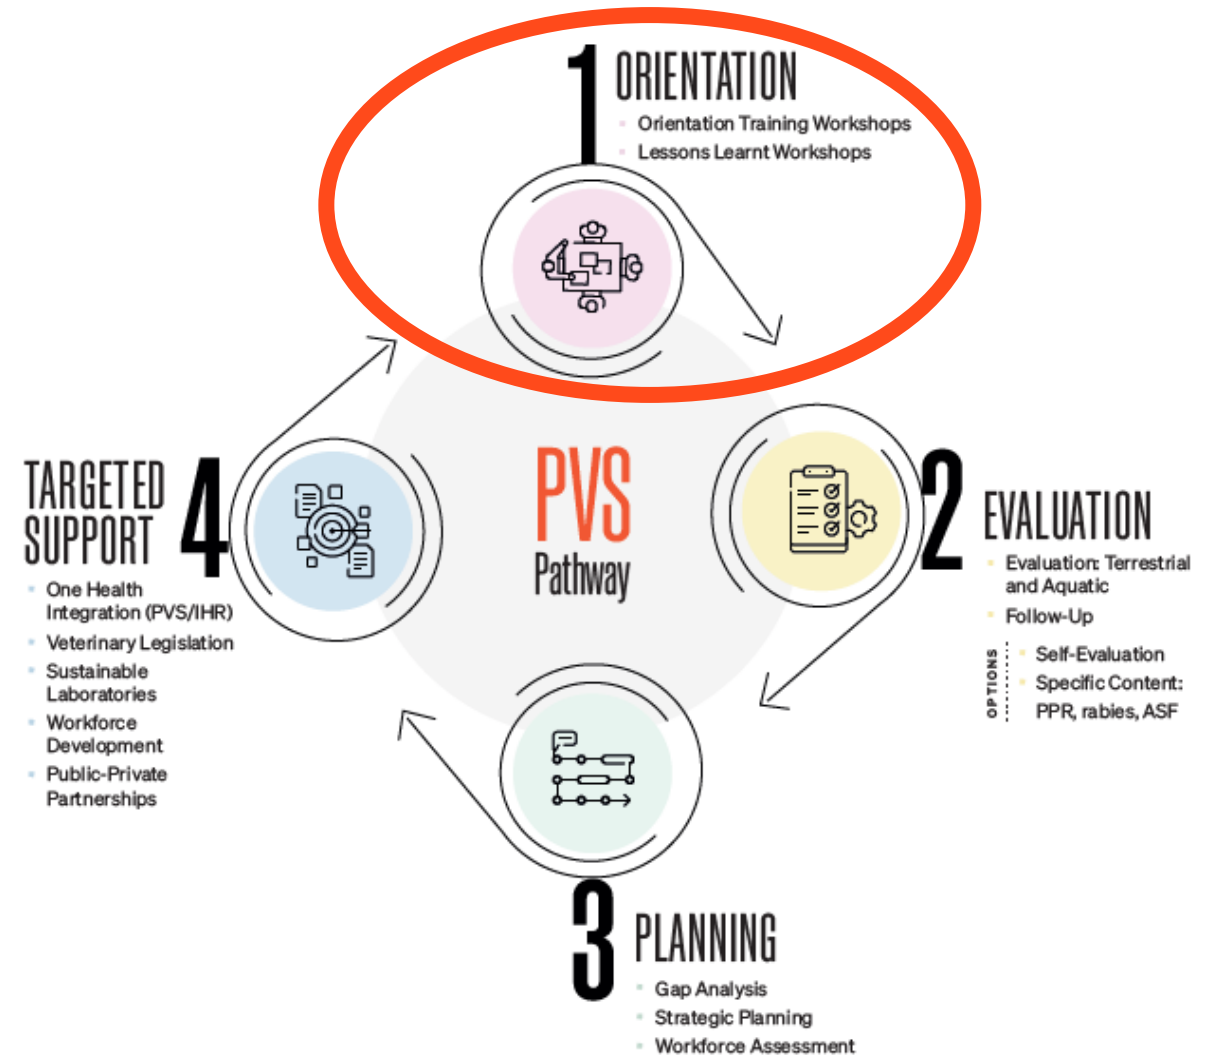 1
ORIENTATION
Orientation Training Workshops
Lessons Learnt Workshops
PVS
Pathway
2
EVALUATION
Evaluation: Terrestrial
and Aquatic
Follow-Up
OPTIONS
Self-Evaluation
Specific Content:
PPR, rabies, ASF
3
PLANNING
Gap Analysis
Strategic Planning
Workforce Assessment
TARGETED
SUPPORT
4
One Health
Integration (PVS/IHR)
Veterinary Legislation
Sustainable
Laboratories
Workforce
Development
Public-Private
Partnerships